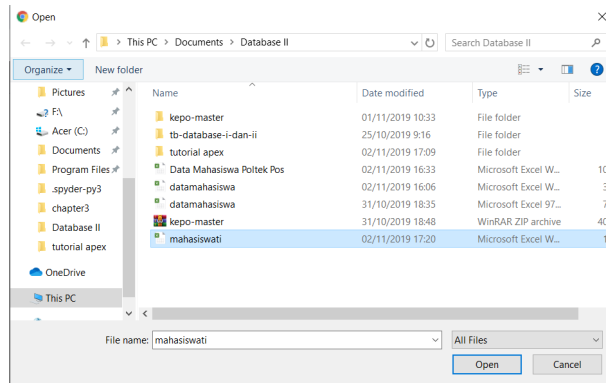 Open
This PC > Documents > Database II
Search Database II
Organize
New folder
Name Date modified Type Size
Pictures
F:\
Acer (C:)
Documents
Program Files
.spyder-py3
chapter3
Database II
tutorial apex
OneDrive
This PC
kepo-master 01/11/2019 10:33 File folder
tb-database-i-dan-ii 25/10/2019 9:16 File folder
tutorial apex 02/11/2019 17:09 File folder
Data Mahasiswa Poltek Pos 02/11/2019 16:33 Microsoft Excel W... 10
datamahasiswa 02/11/2019 16:06 Microsoft Excel W... 3
datamahasiswa 31/10/2019 18:35 Microsoft Excel 97... 7
kepo-master 31/10/2019 18:48 WinRAR ZIP archive 40
mahasiswati 02/11/2019 17:20 Microsoft Excel W... 1
File name: mahasiswati
All Files
Open
Cancel